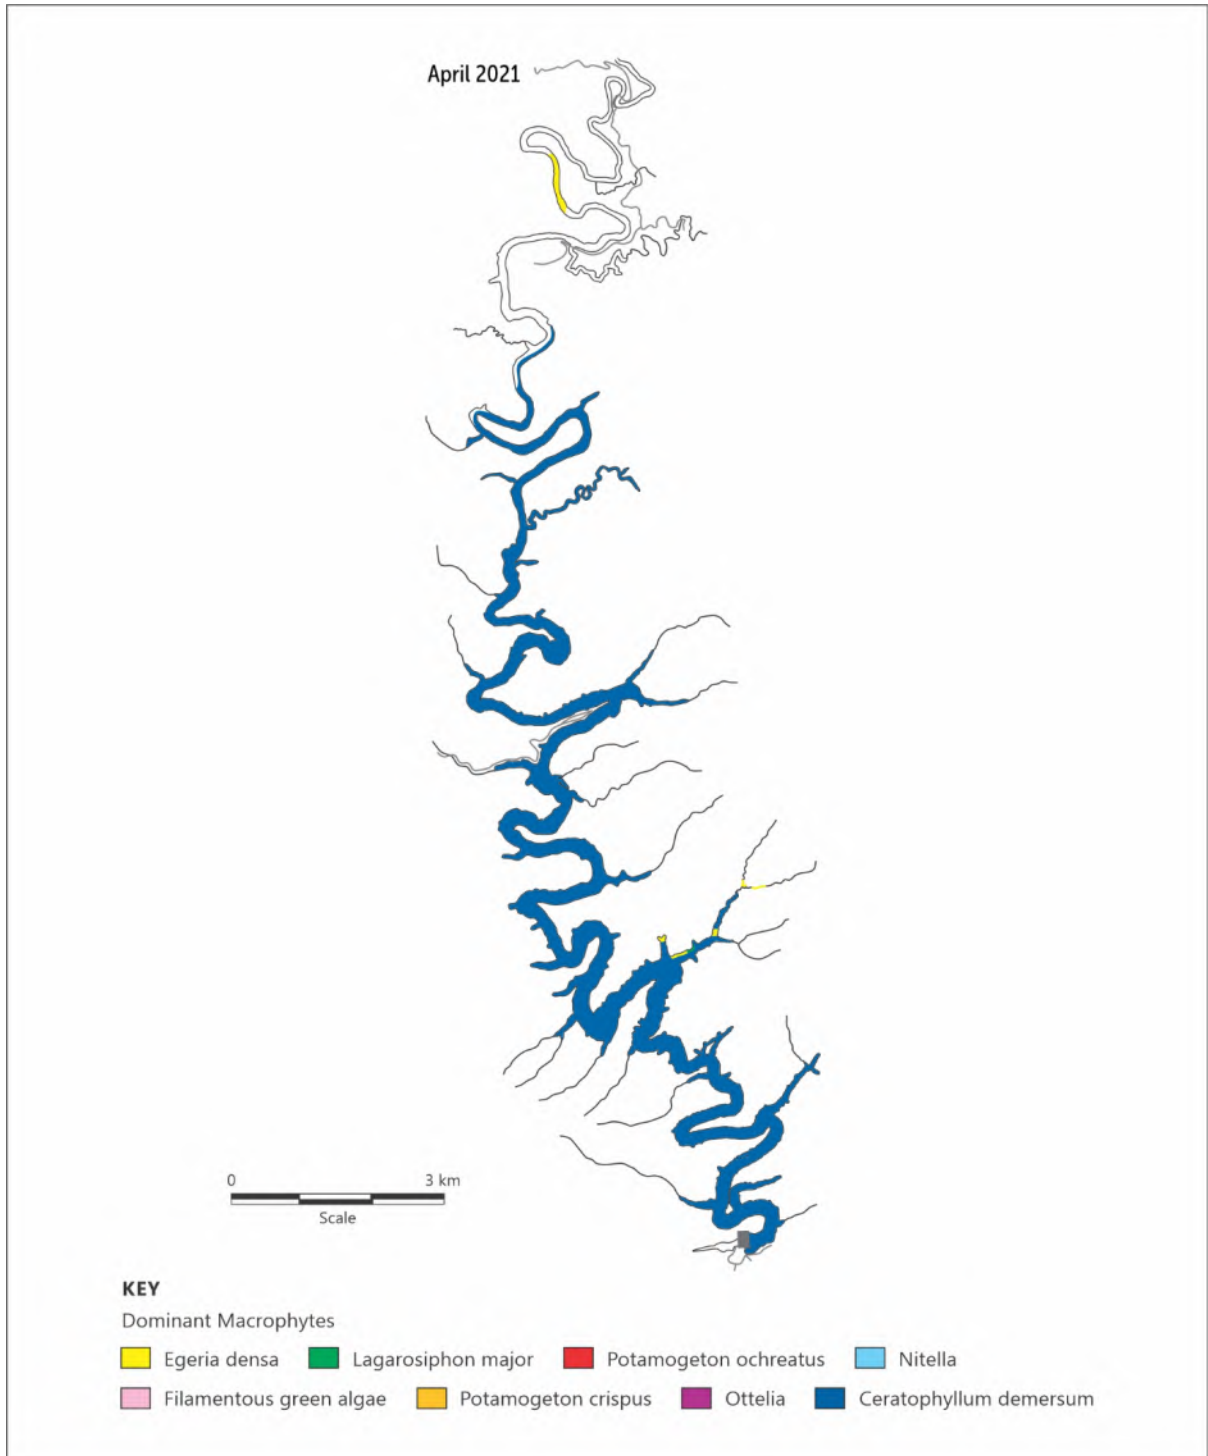 April 2021
0 3 km
Scale
KEY
Dominant Macrophytes
Egeria densa Lagarosiphon major Potamogeton ochreatus Nitella
Filamentous green algae Potamogeton crispus Ottelia Ceratophyllum demersum